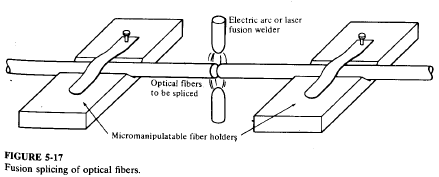 Electric arc or laser
fusion welder
Optical fibers
to be spliced
Micromanipulatable fiber holders
FIGURE 5-17
Fusion splicing of optical fibers.